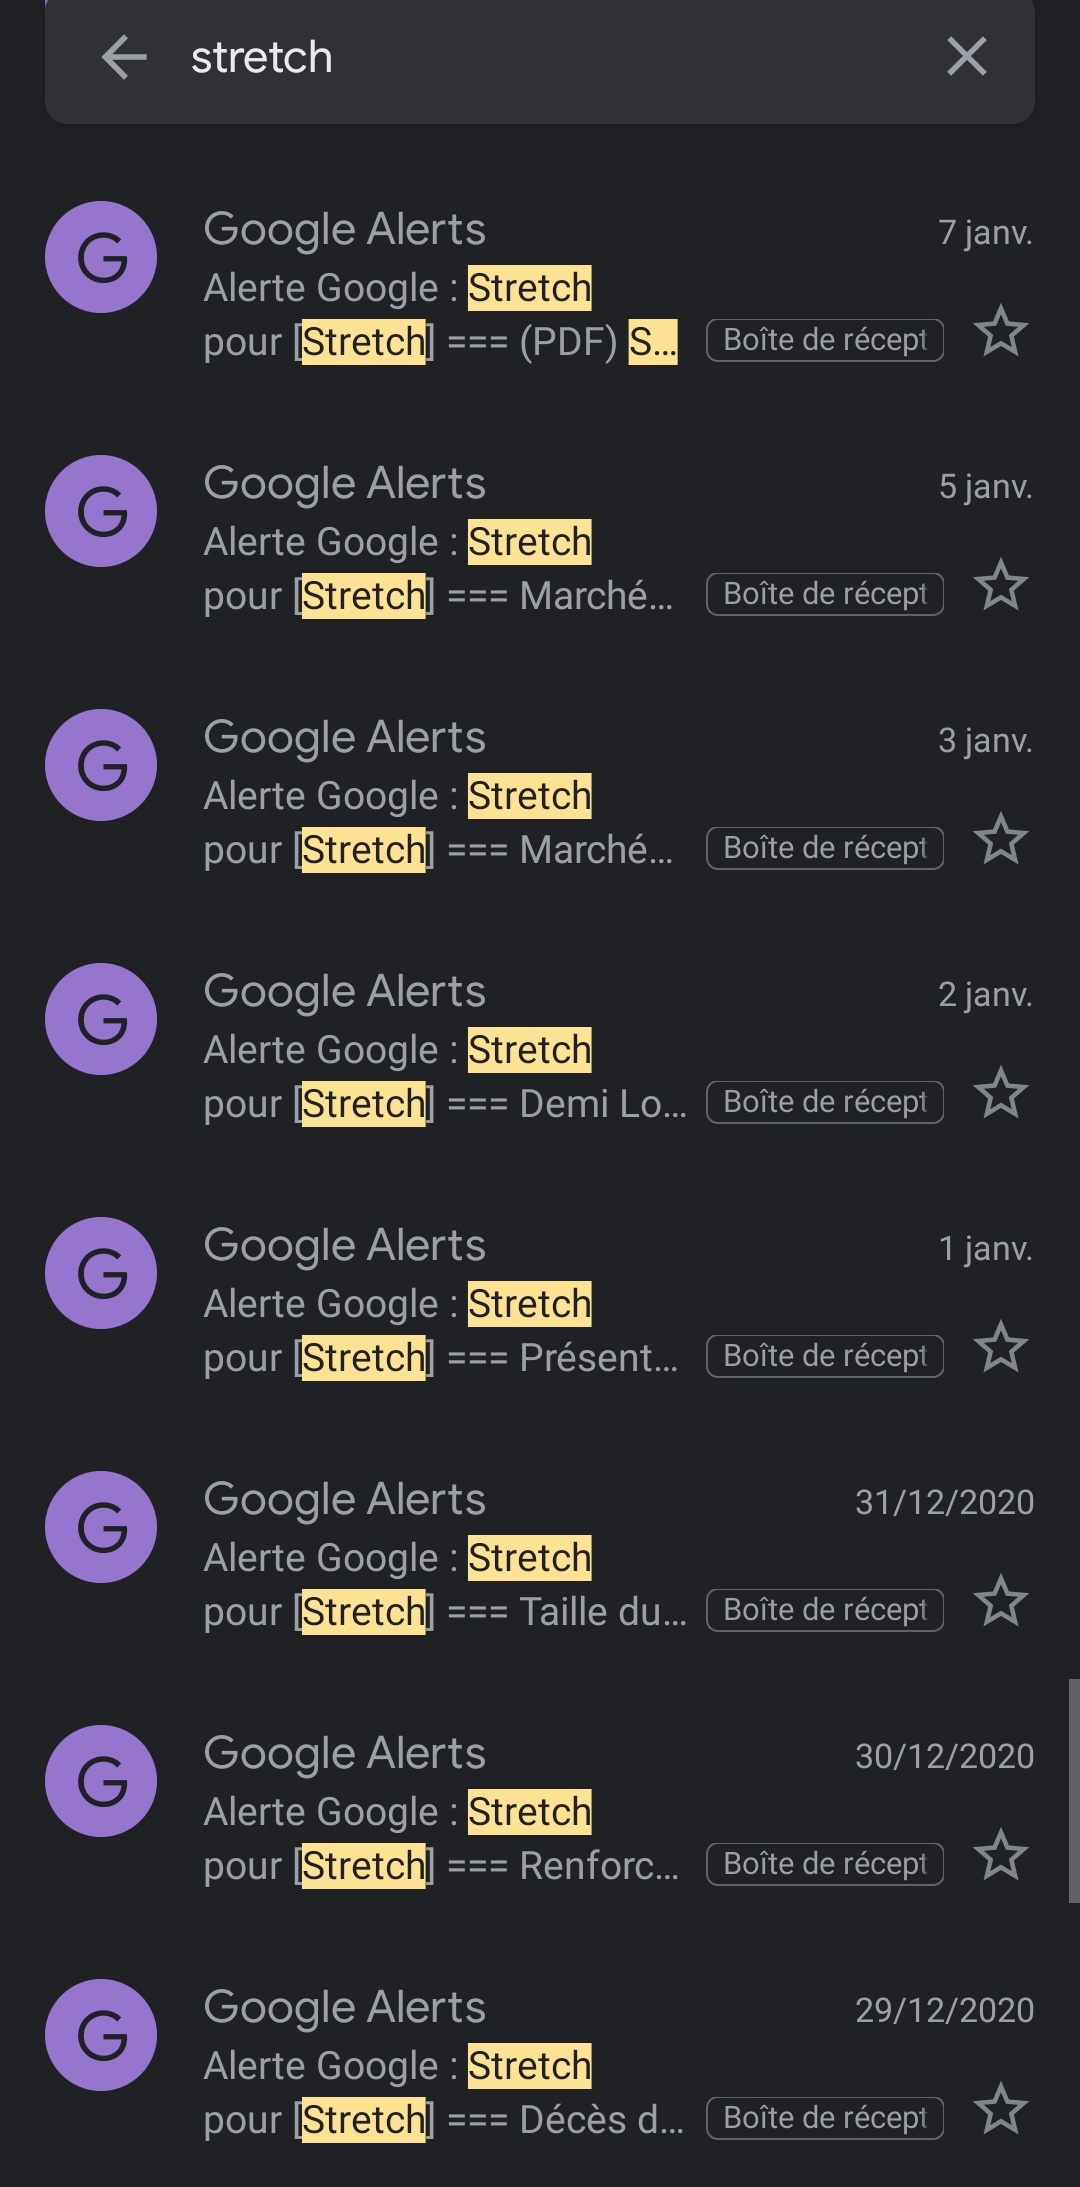 stretch
G
Google Alerts
7 janv.
Alerte Google : Stretch
pour [Stretch] === (PDF) S...
Boîte de récept
G
Google Alerts
5 janv.
Alerte Google : Stretch
pour [Stretch] === Marché...
Boîte de récept
G
Google Alerts
3 janv.
Alerte Google : Stretch
pour [Stretch] === Marché...
Boîte de récept
G
Google Alerts
2 janv.
Alerte Google : Stretch
pour [Stretch] === Demi Lo...
Boîte de récept
G
Google Alerts
1 janv.
Alerte Google : Stretch
pour [Stretch] === Présent...
Boîte de récept
G
Google Alerts
31/12/2020
Alerte Google : Stretch
pour [Stretch] === Taille du...
Boîte de récept
G
Google Alerts
30/12/2020
Alerte Google : Stretch
pour [Stretch] === Renforc...
Boîte de récept
G
Google Alerts
29/12/2020
Alerte Google : Stretch
pour [Stretch] === Décès d...
Boîte de récept